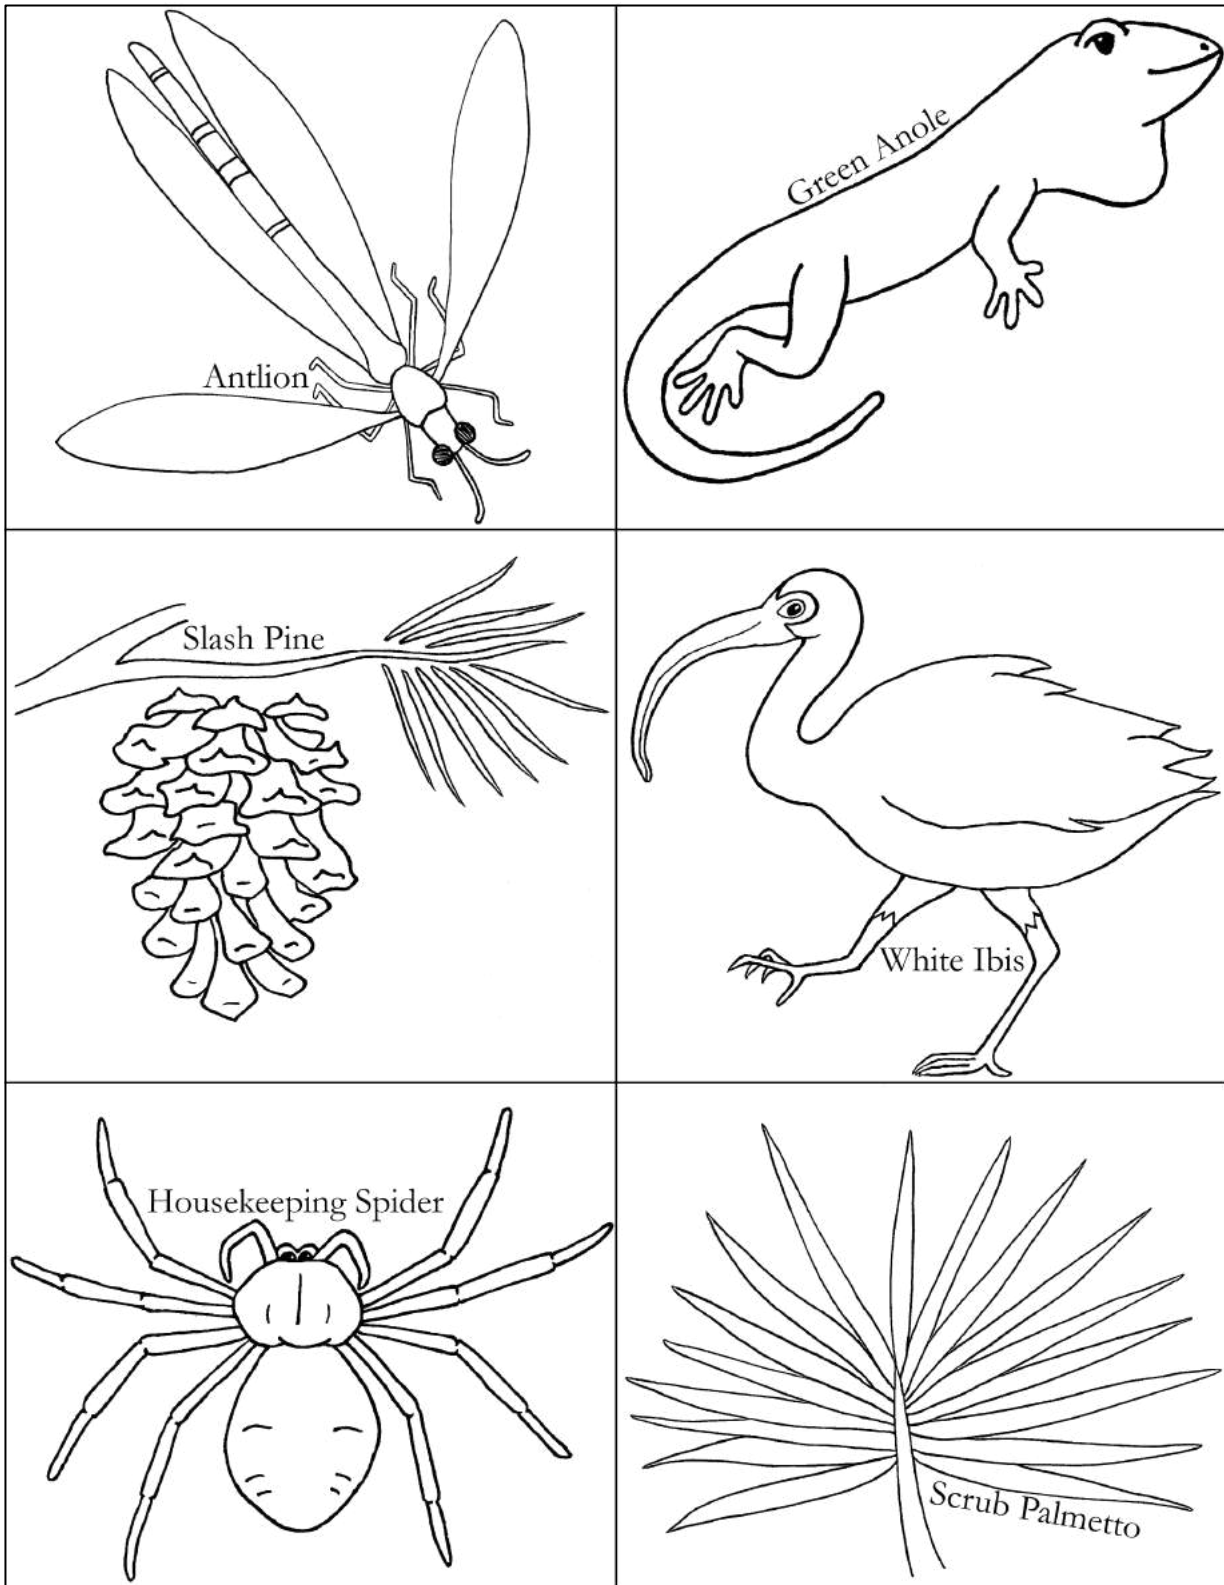 Antlion
Green Anole
Slash Pine
White Ibis
Housekeeping Spider
Scrub Palmetto